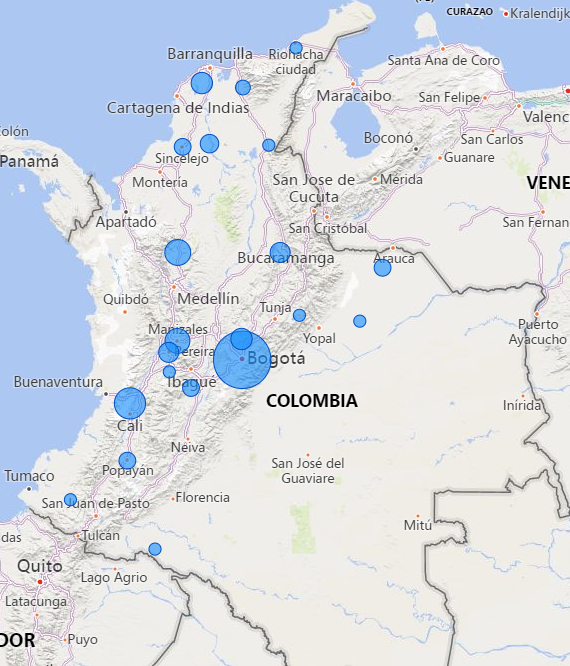 CURAZAO
Kralendijk
Barranquilla
Riohacha
ciudad
Santa Ana de Coro
Maracaibo
San Felipe
Cartagena de Indias
Valenc
Colón
Boconó
San Carlos
Panamá
Sincelejo
Guanare
Montería
San Jose de
Cucuta
Mérida
VENE
Apartadó
San Cristóbal
San Fernan
Bucaramanga
Arauca
Quibdó
Medellín
Tunja
Manizales
Yopal
Puerto
Ayacucho
Pereira
Bogotá
Buenaventura
Ibagué
COLOMBIA
Inírida
Cali
Neiva
Popayán
San José del
Guaviare
Tumaco
San Juan de Pasto
Florencia
Mitú
das
Tulcán
Quito
Lago Agrio
Latacunga
DOR
Puyo